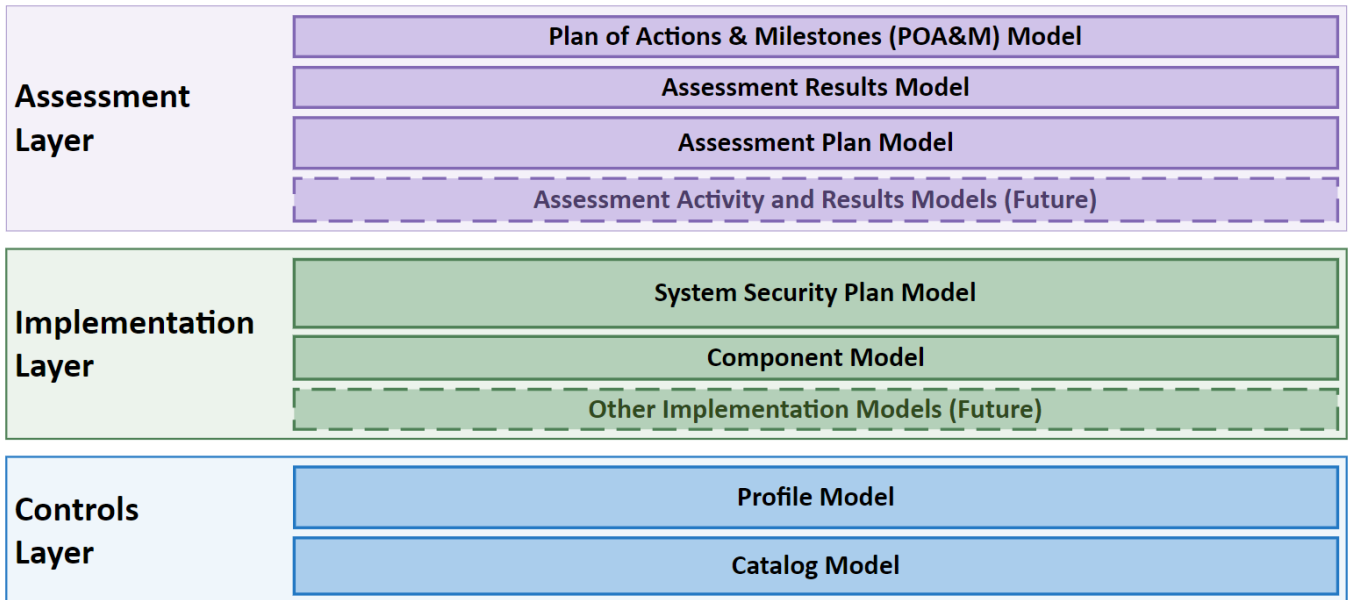 Assessment
Layer
Plan of Actions & Milestones (POA&M) Model
Assessment Results Model
Assessment Plan Model
Assessment Activity and Results Models (Future)
Implementation
Layer
System Security Plan Model
Component Model
Other Implementation Models (Future)
Controls
Layer
Profile Model
Catalog Model